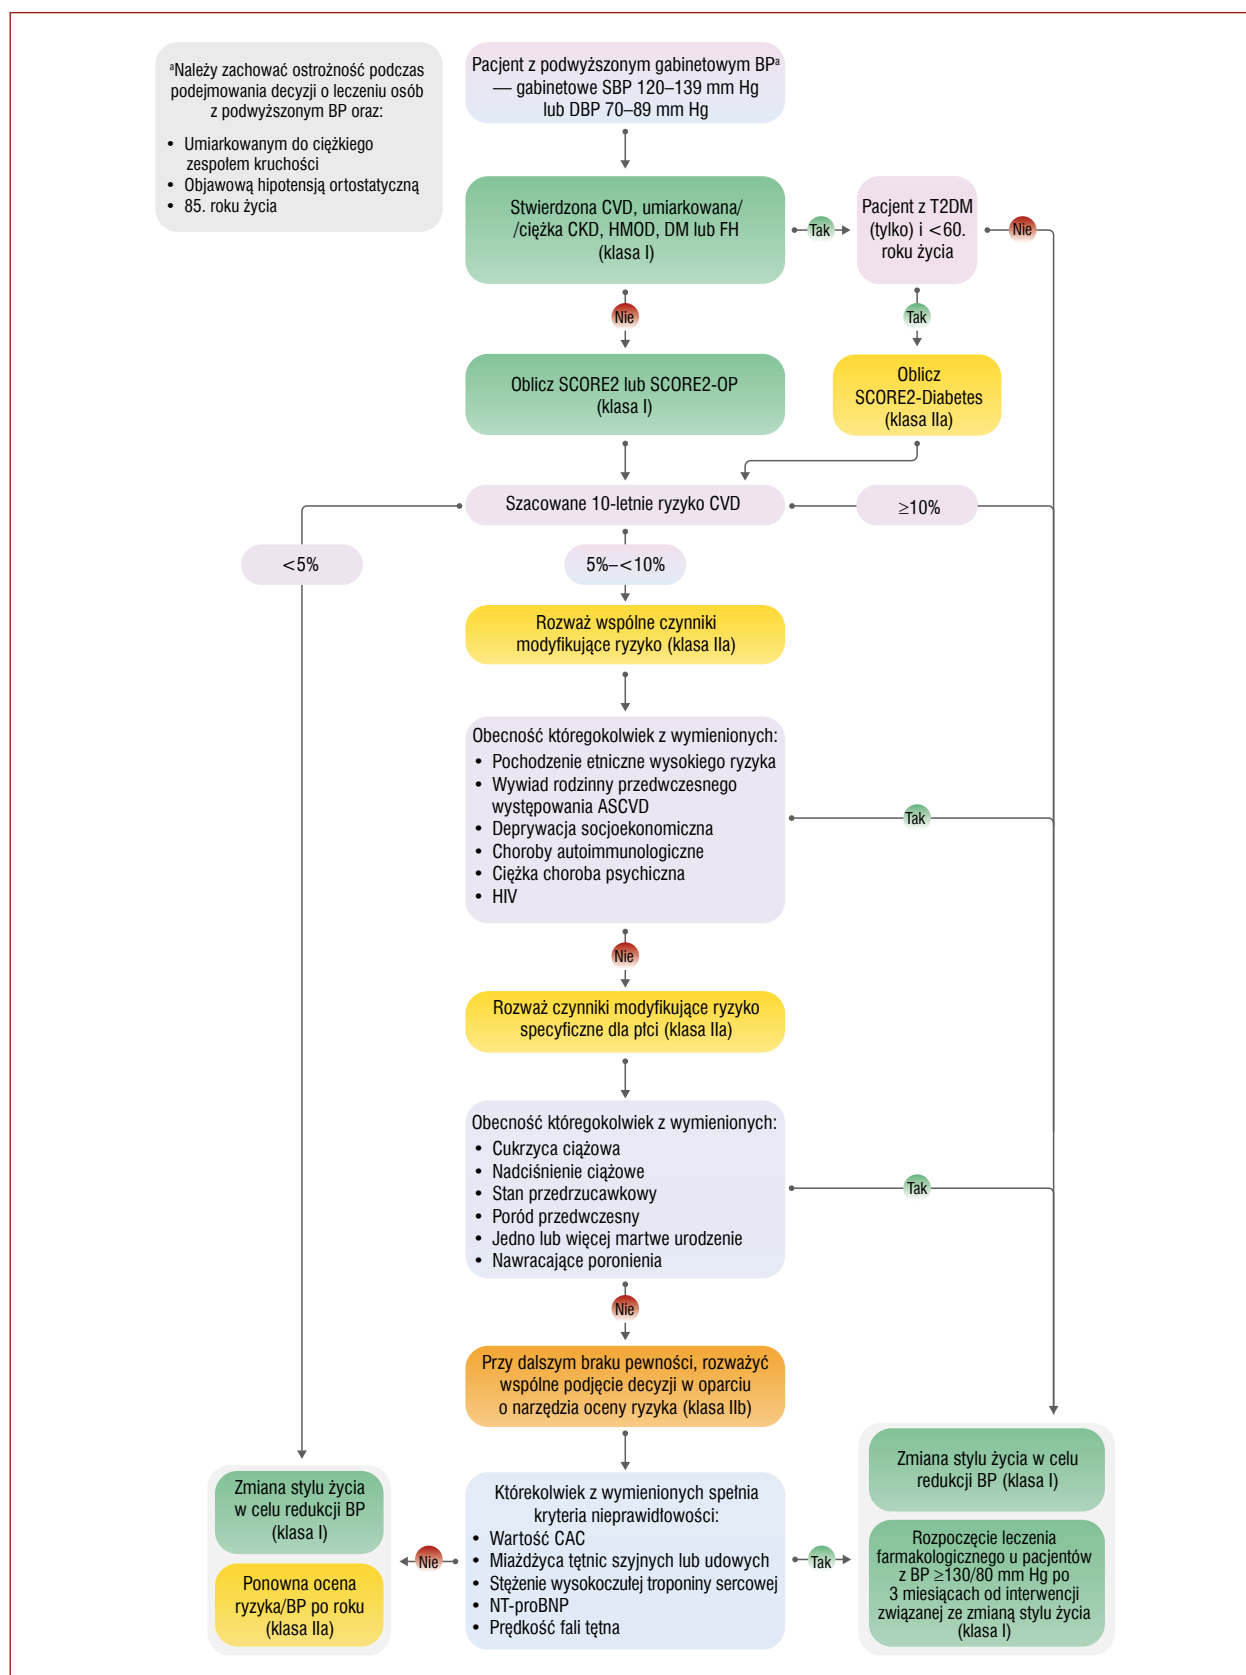 ᵃNależy zachować ostrożność podczas
podejmowania decyzji o leczeniu osób
z podwyższonym BP oraz:
• Umiarkowanym do ciężkiego
zespołem kruchości
• Objawową hipotensją ortostatyczną
• 85. roku życia
Pacjent z podwyższonym gabinetowym BPᵃ
— gabinetowe SBP 120–139 mm Hg
lub DBP 70–89 mm Hg
Stwierdzona CVD, umiarkowana/
/ciężka CKD, HMOD, DM lub FH
(klasa I)
Tak
Pacjent z T2DM
(tylko) i <60.
roku życia
Nie
Nie
Tak
Oblicz SCORE2 lub SCORE2-OP
(klasa I)
Oblicz
SCORE2-Diabetes
(klasa IIa)
Szacowane 10-letnie ryzyko CVD
≥10%
<5%
5%–<10%
Rozważ wspólne czynniki
modyfikujące ryzyko (klasa IIa)
Obecność któregokolwiek z wymienionych:
• Pochodzenie etniczne wysokiego ryzyka
• Wywiad rodzinny przedwczesnego
występowania ASCVD
• Deprywacja socjoekonomiczna
• Choroby autoimmunologiczne
• Ciężka choroba psychiczna
• HIV
Tak
Nie
Rozważ czynniki modyfikujące ryzyko
specyficzne dla płci (klasa IIa)
Obecność któregokolwiek z wymienionych:
• Cukrzyca ciążowa
• Nadciśnienie ciążowe
• Stan przedrzucawkowy
• Poród przedwczesny
• Jedno lub więcej martwe urodzenie
• Nawracające poronienia
Tak
Nie
Przy dalszym braku pewności, rozważyć
wspólne podjęcie decyzji w oparciu
o narzędzia oceny ryzyka (klasa IIb)
Zmiana stylu życia
w celu redukcji BP
(klasa I)
Ponowna ocena
ryzyka/BP po roku
(klasa IIa)
Nie
Którekolwiek z wymienionych spełnia
kryteria nieprawidłowości:
• Wartość CAC
• Miażdżyca tętnic szyjnych lub udowych
• Stężenie wysokoczułej troponiny sercowej
• NT-proBNP
• Prędkość fali tętna
Tak
Zmiana stylu życia w celu
redukcji BP (klasa I)
Rozpoczęcie leczenia
farmakologicznego u pacjentów
z BP ≥130/80 mm Hg po
3 miesiącach od interwencji
związanej ze zmianą stylu życia
(klasa I)